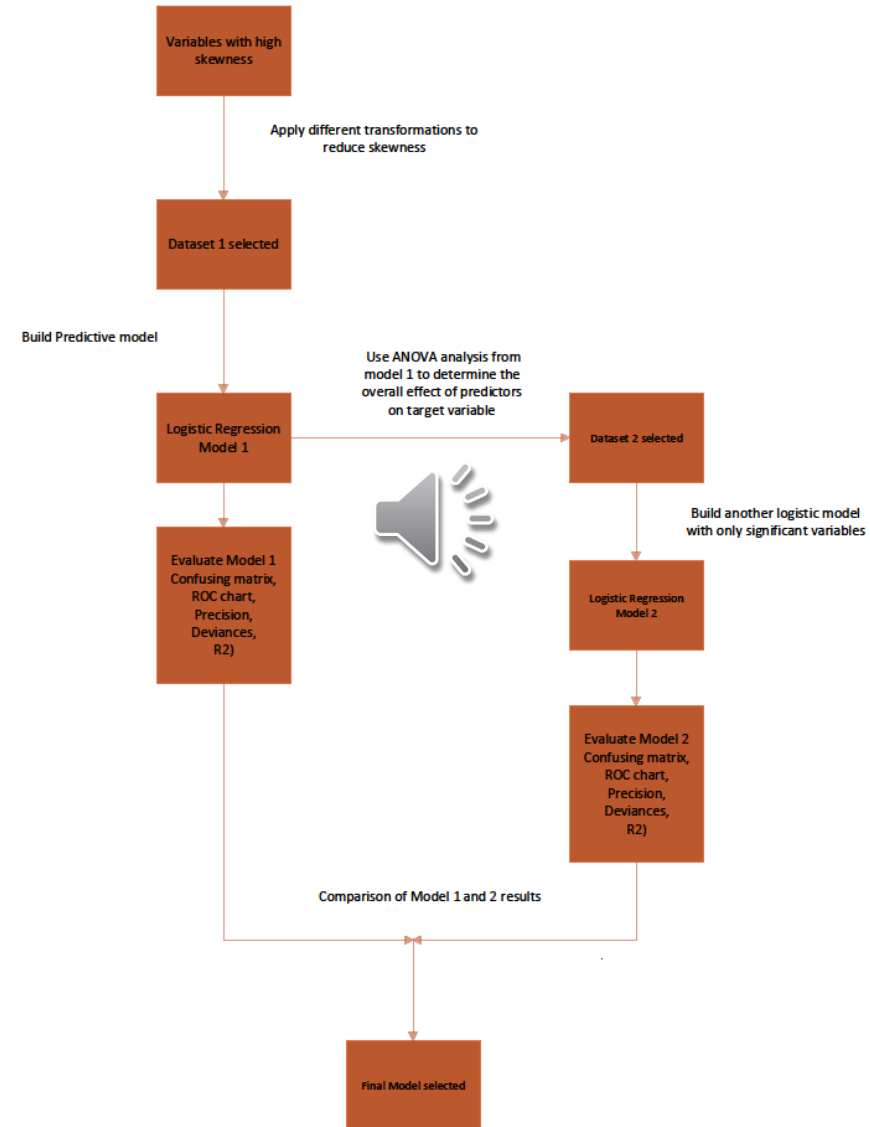 Variables with high
skewness
Apply different transformations to
reduce skewness
Dataset 1 selected
Build Predictive model
Use ANOVA analysis from
model 1 to determine the
overall effect of predictors
on target variable
Logistic Regression
Model 1
Dataset 2 selected
Build another logistic model
with only significant variables
Evaluate Model 1
Confusing matrix,
ROC chart,
Precision,
Deviances,
R2)
Logistic Regression
Model 2
Evaluate Model 2
Confusing matrix,
ROC chart,
Precision,
Deviances,
R2)
Comparison of Model 1 and 2 results
.
Final Model selected